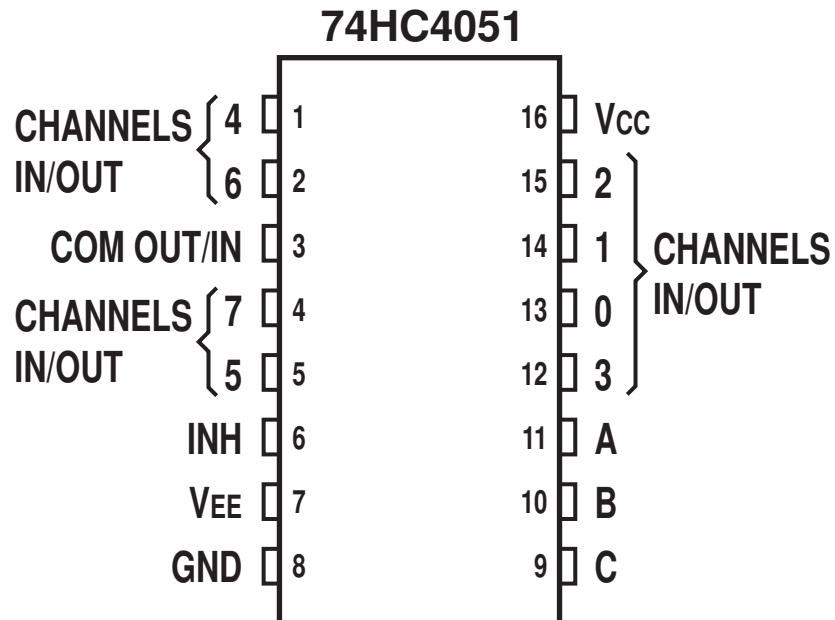 74HC4051
CHANNELS
IN/OUT
4 1
6 2
COM OUT/IN 3
CHANNELS
IN/OUT
7 4
5 5
INH 6
VEE 7
GND 8
16 VCC
15 2
14 1
13 0
12 3
CHANNELS
IN/OUT
11 A
10 B
9 C